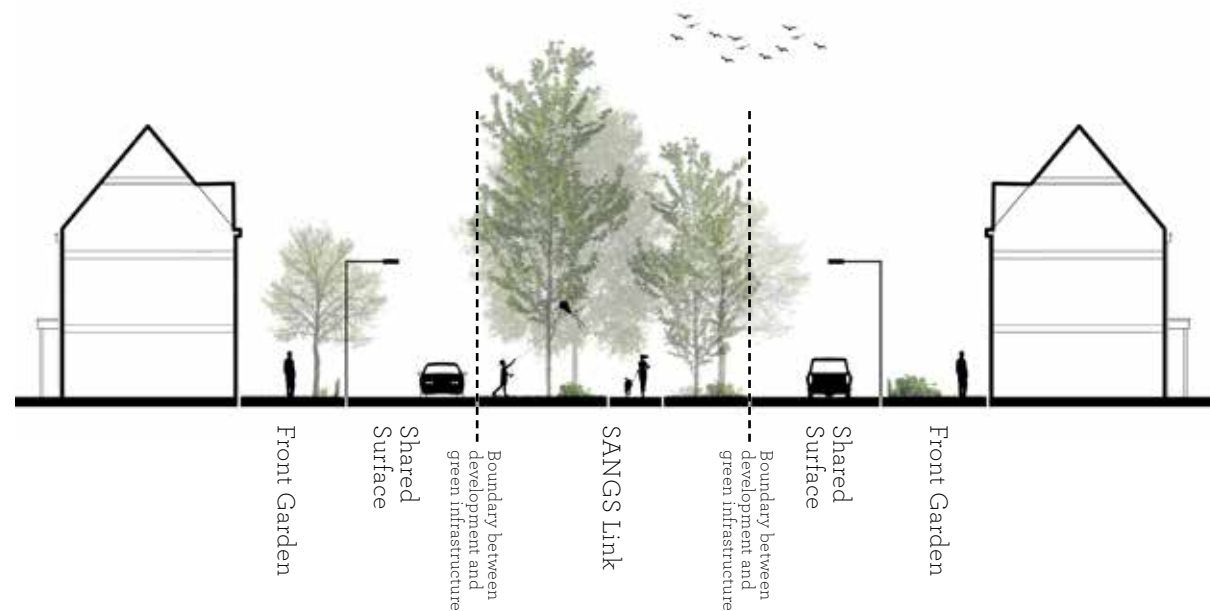 Front Garden
Shared
Surface
Boundary between
development and
green infrastructure
SANGS Link
Boundary between
development and
green infrastructure
Shared
Surface
Front Garden